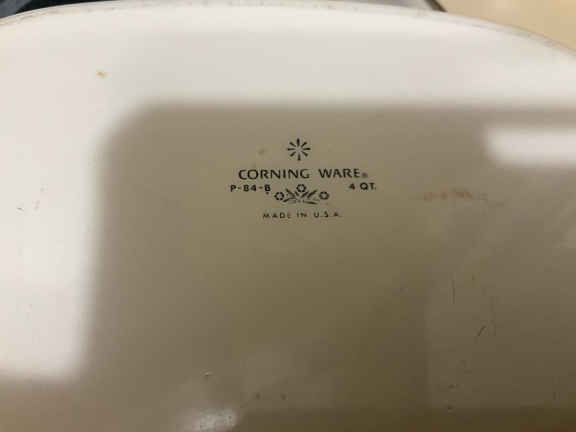 CORNING WARE®
P-84-B 4 QT.
MADE IN U.S.A.